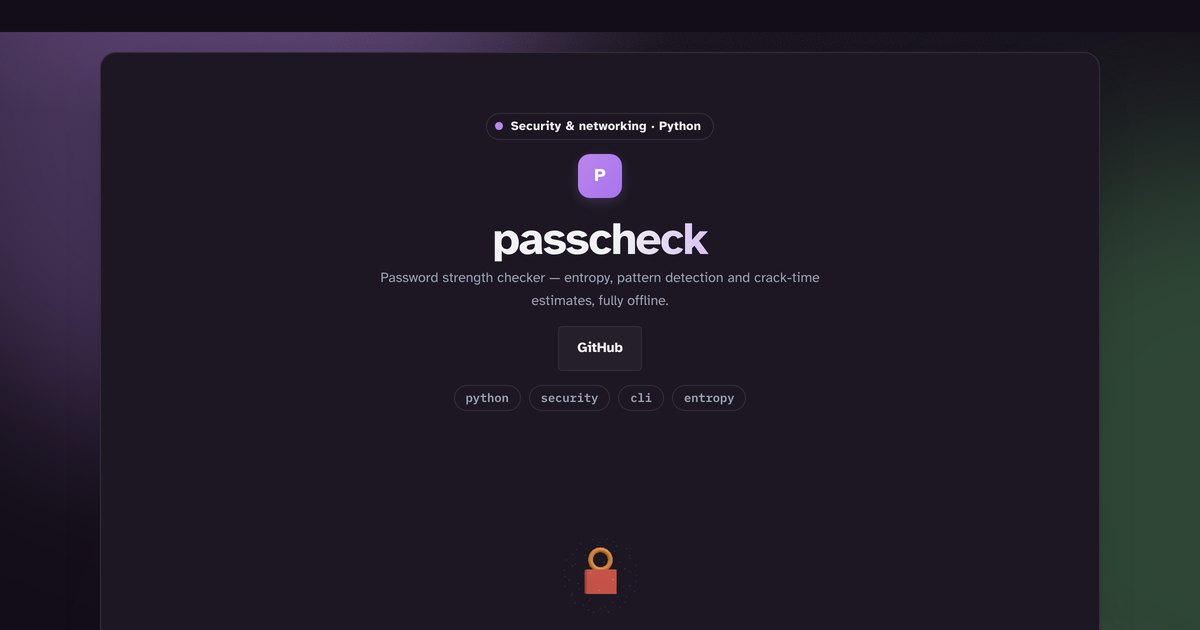 Security & networking · Python
P
passcheck
Password strength checker — entropy, pattern detection and crack-time
estimates, fully offline.
GitHub
python security cli entropy